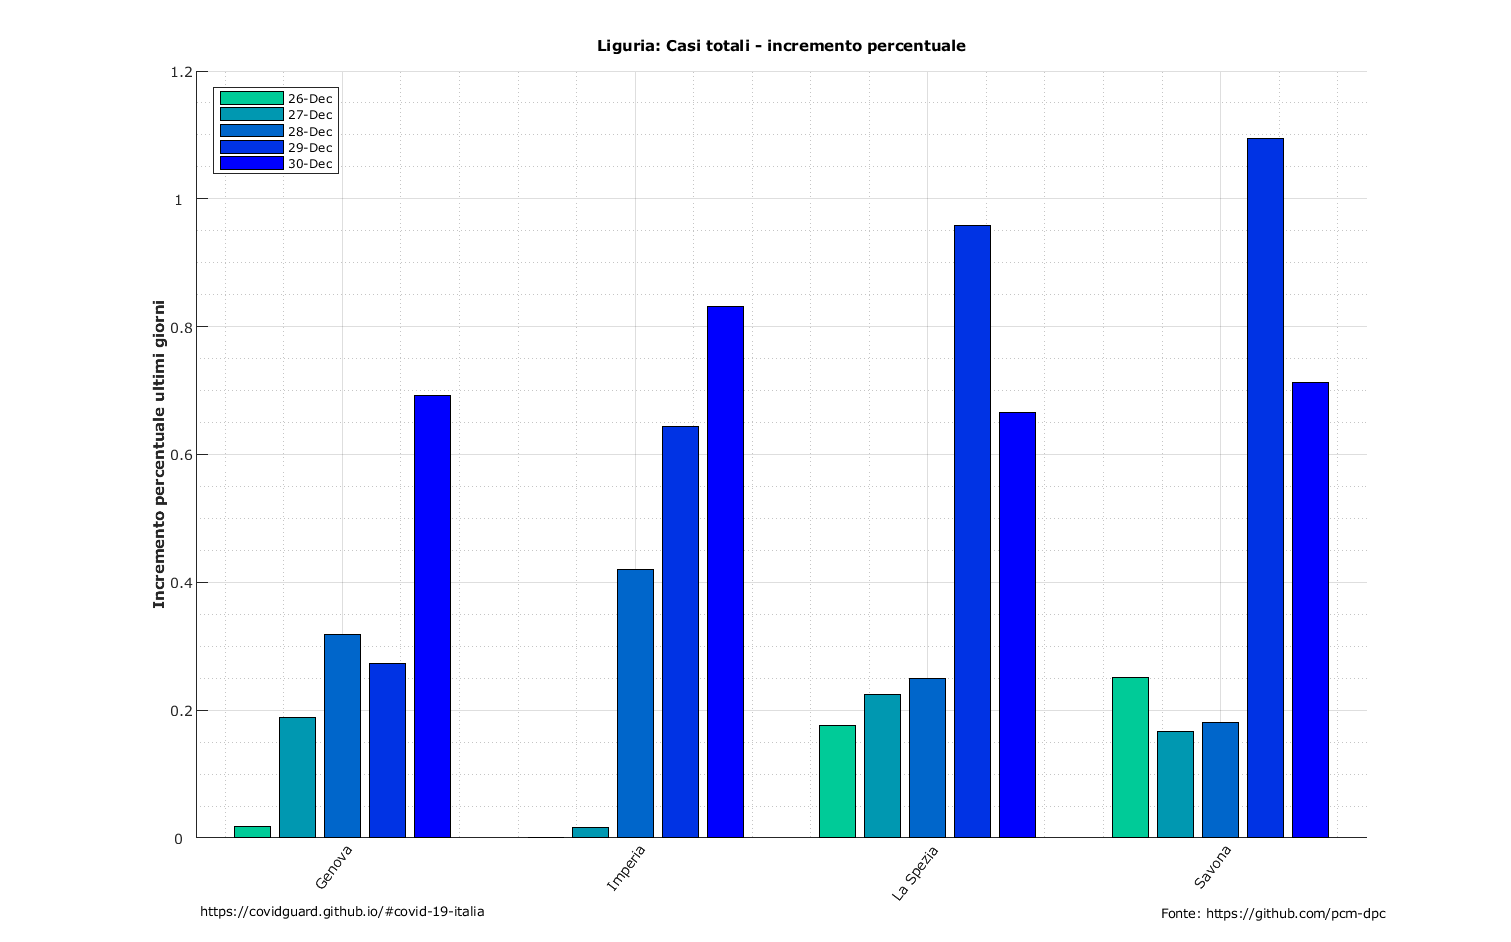 Liguria: Casi totali - incremento percentuale
1.2
1
0.8
0.6
0.4
0.2
0
Incremento percentuale ultimi giorni
26-Dec
27-Dec
28-Dec
29-Dec
30-Dec
Genova
Imperia
La Spezia
Savona
https://covidguard.github.io/#covid-19-italia
Fonte: https://github.com/pcm-dpc